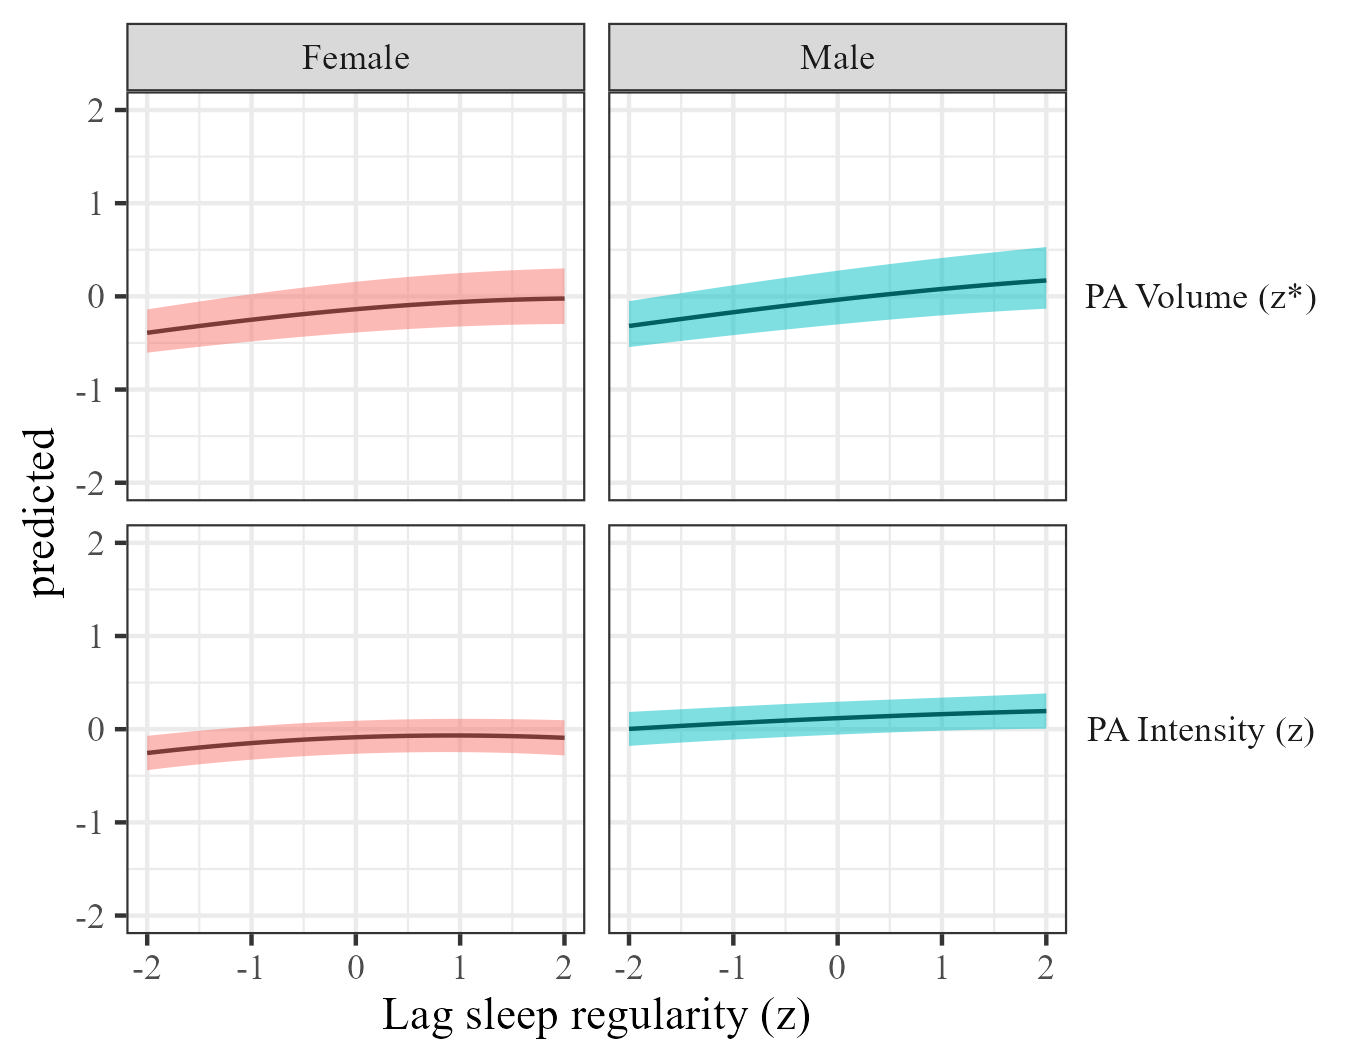 Female Male
2
1
0
-1
-2
PA Volume (z*)
predicted
2
1
0
-1
-2
PA Intensity (z)
-2 -1 0 1 2 -2 -1 0 1 2
Lag sleep regularity (z)